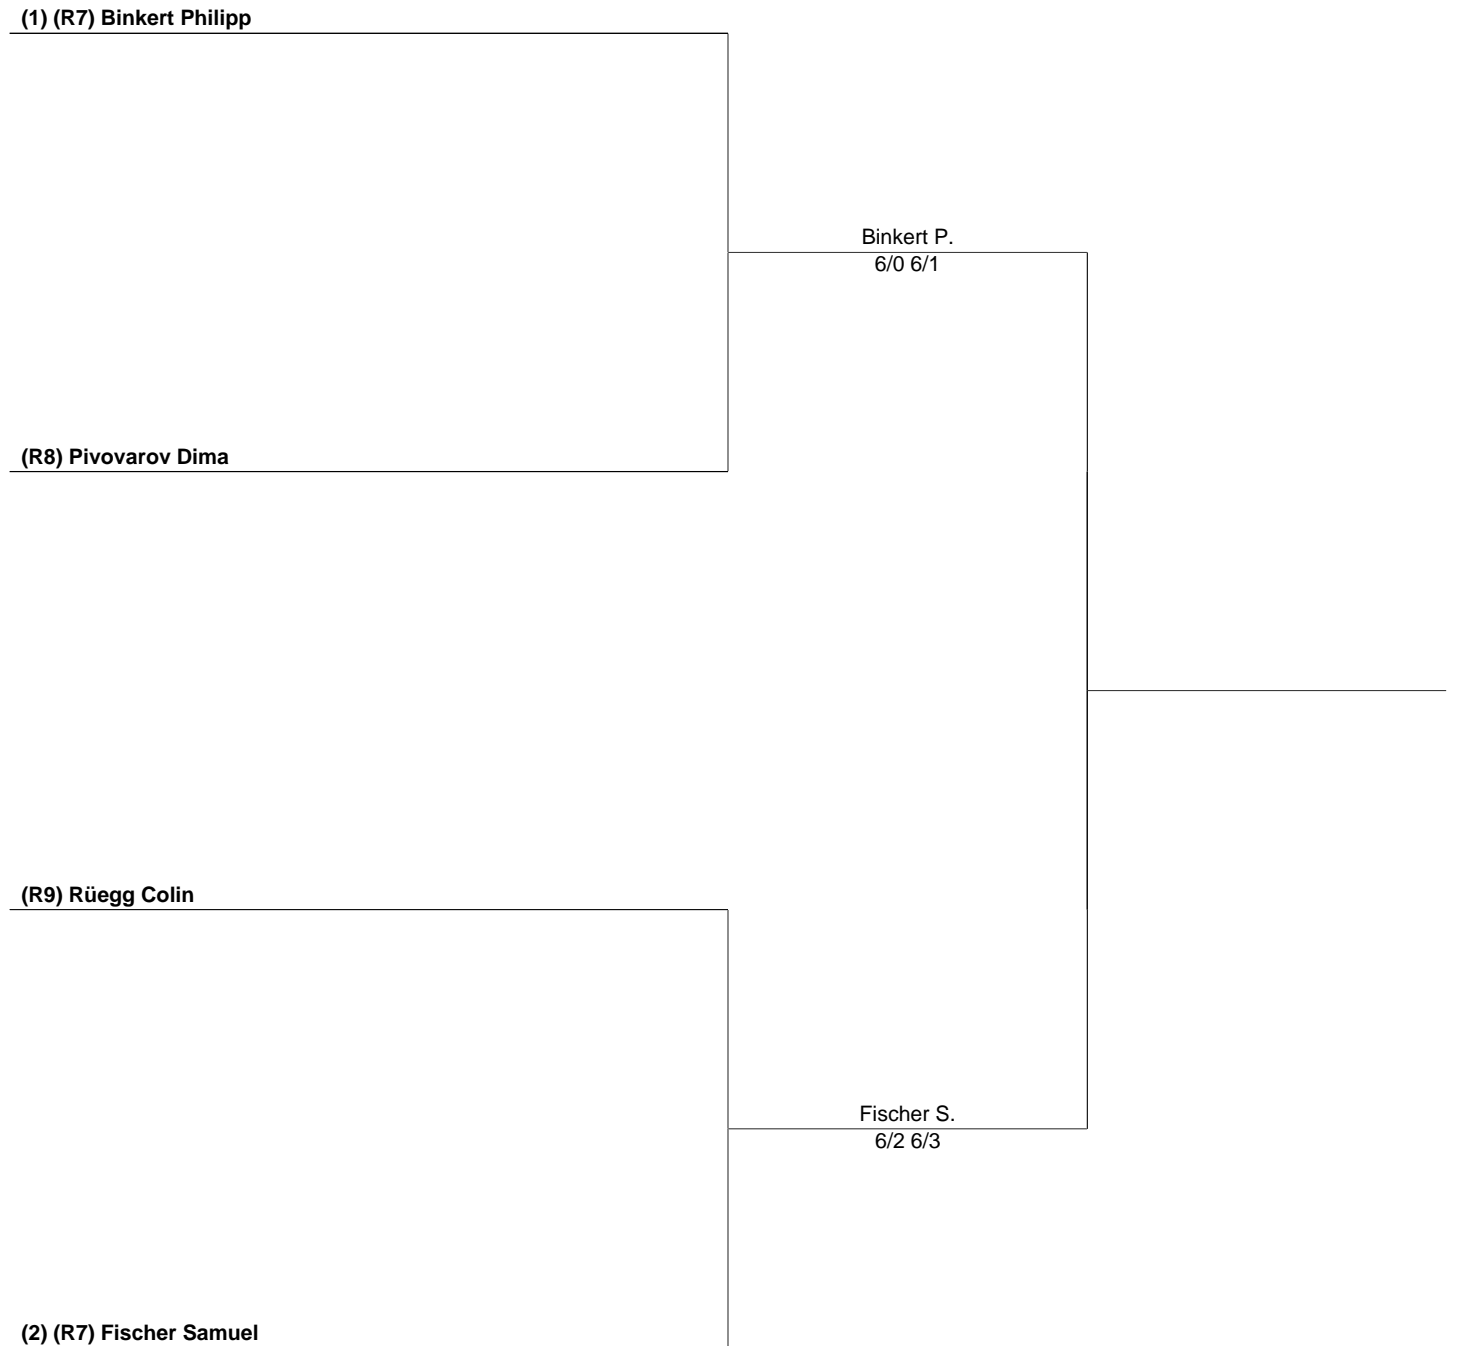 (1) (R7) Binkert Philipp
Binkert P.
6/0 6/1
(R8) Pivovarov Dima
(R9) Rüegg Colin
Fischer S.
6/2 6/3
(2) (R7) Fischer Samuel